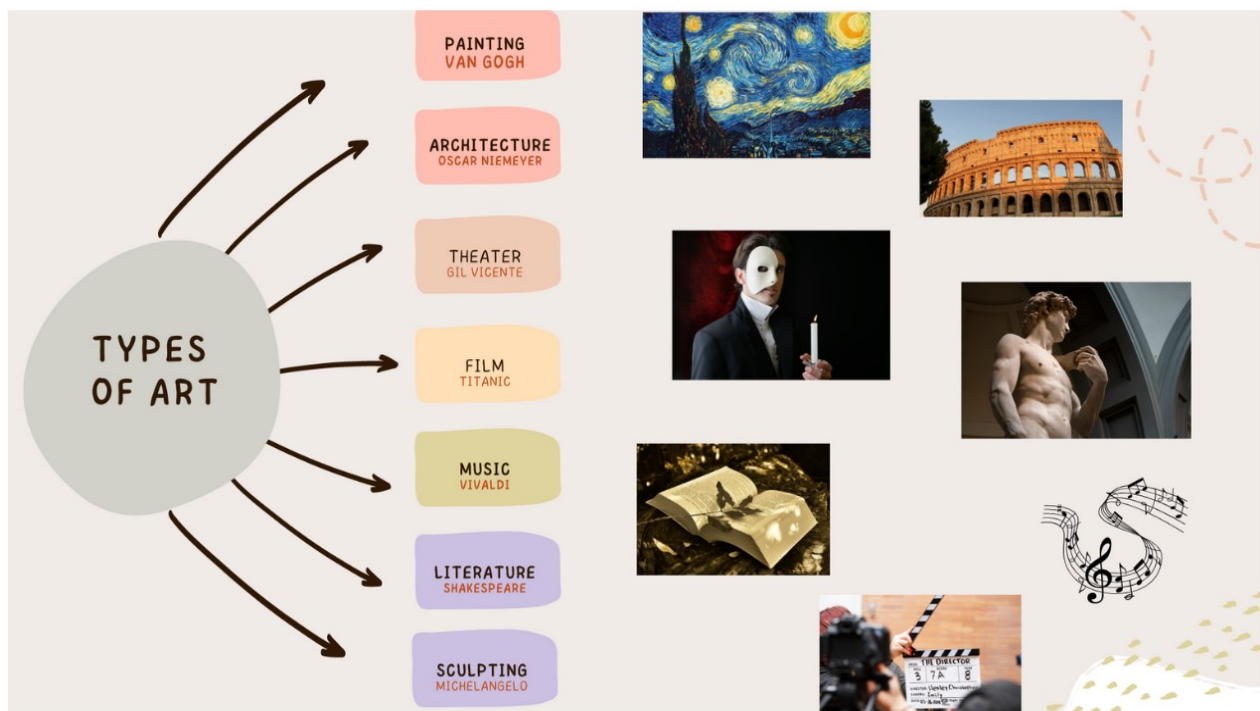 TYPES
OF ART
PAINTING
VAN GOGH
ARCHITECTURE
OSCAR NIEMEYER
THEATER
GIL VICENTE
FILM
TITANIC
MUSIC
VIVALDI
LITERATURE
SHAKESPEARE
SCULPTING
MICHELANGELO
THE DIRECTOR
3 7A 8